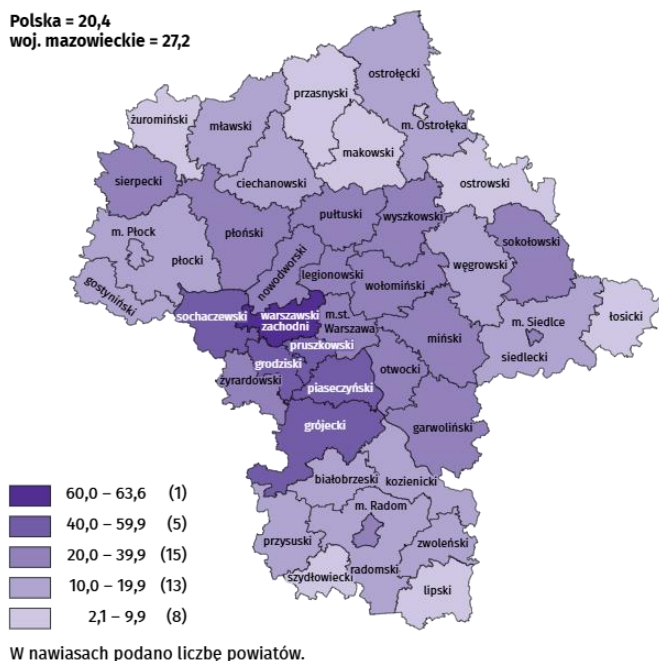 Polska = 20,4
woj. mazowieckie = 27,2
ostrołęcki
przasnyski
żuromiński
mławski
m. Ostrołęka
makowski
ciechanowski
ostrowski
sierpecki
pułtuski
wyszkowski
płoński
sokołowski
m. Płock
węgrowski
płocki
nowodworski
legionowski
wołomiński
gostyniński
sochaczewski
warszawski
zachodni
m.st.
Warszawa
m. Siedlce
łosicki
pruszkowski
miński
siedlecki
grodziski
otwocki
żyrardowski
piaseczyński
grójecki
garwoliński
białobrzeski
kozienicki
m. Radom
przysuski
zwoleński
szydłowiecki
radomski
lipski
60,0 – 63,6 (1)
40,0 – 59,9 (5)
20,0 – 39,9 (15)
10,0 – 19,9 (13)
2,1 – 9,9 (8)
W nawiasach podano liczbę powiatów.